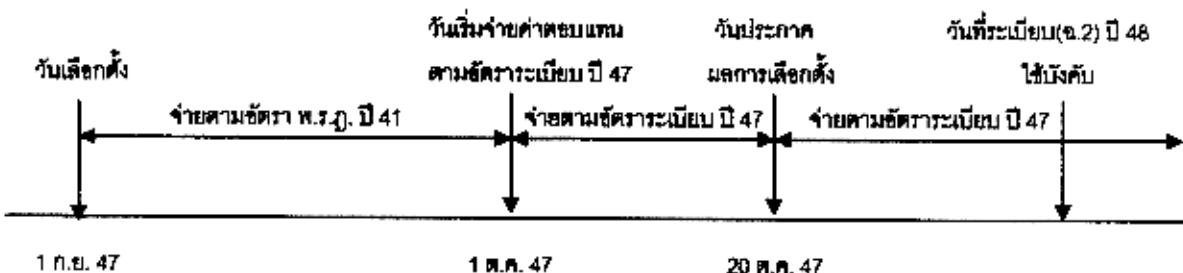 วันเลือกตั้ง
วันเริ่มจ่ายค่าตอบแทน
ตามอัตราระเบียบ ปี 47
วันประกาศ
ผลการเลือกตั้ง
วันที่ระเบียบ(ฉ.2) ปี 48
ใช้บังคับ
จ่ายตามอัตรา พ.ร.ฎ. ปี 41
จ่ายตามอัตราระเบียบ ปี 47
จ่ายตามอัตราระเบียบ ปี 47
1 ก.ย. 47
1 ต.ค. 47
20 ต.ค. 47